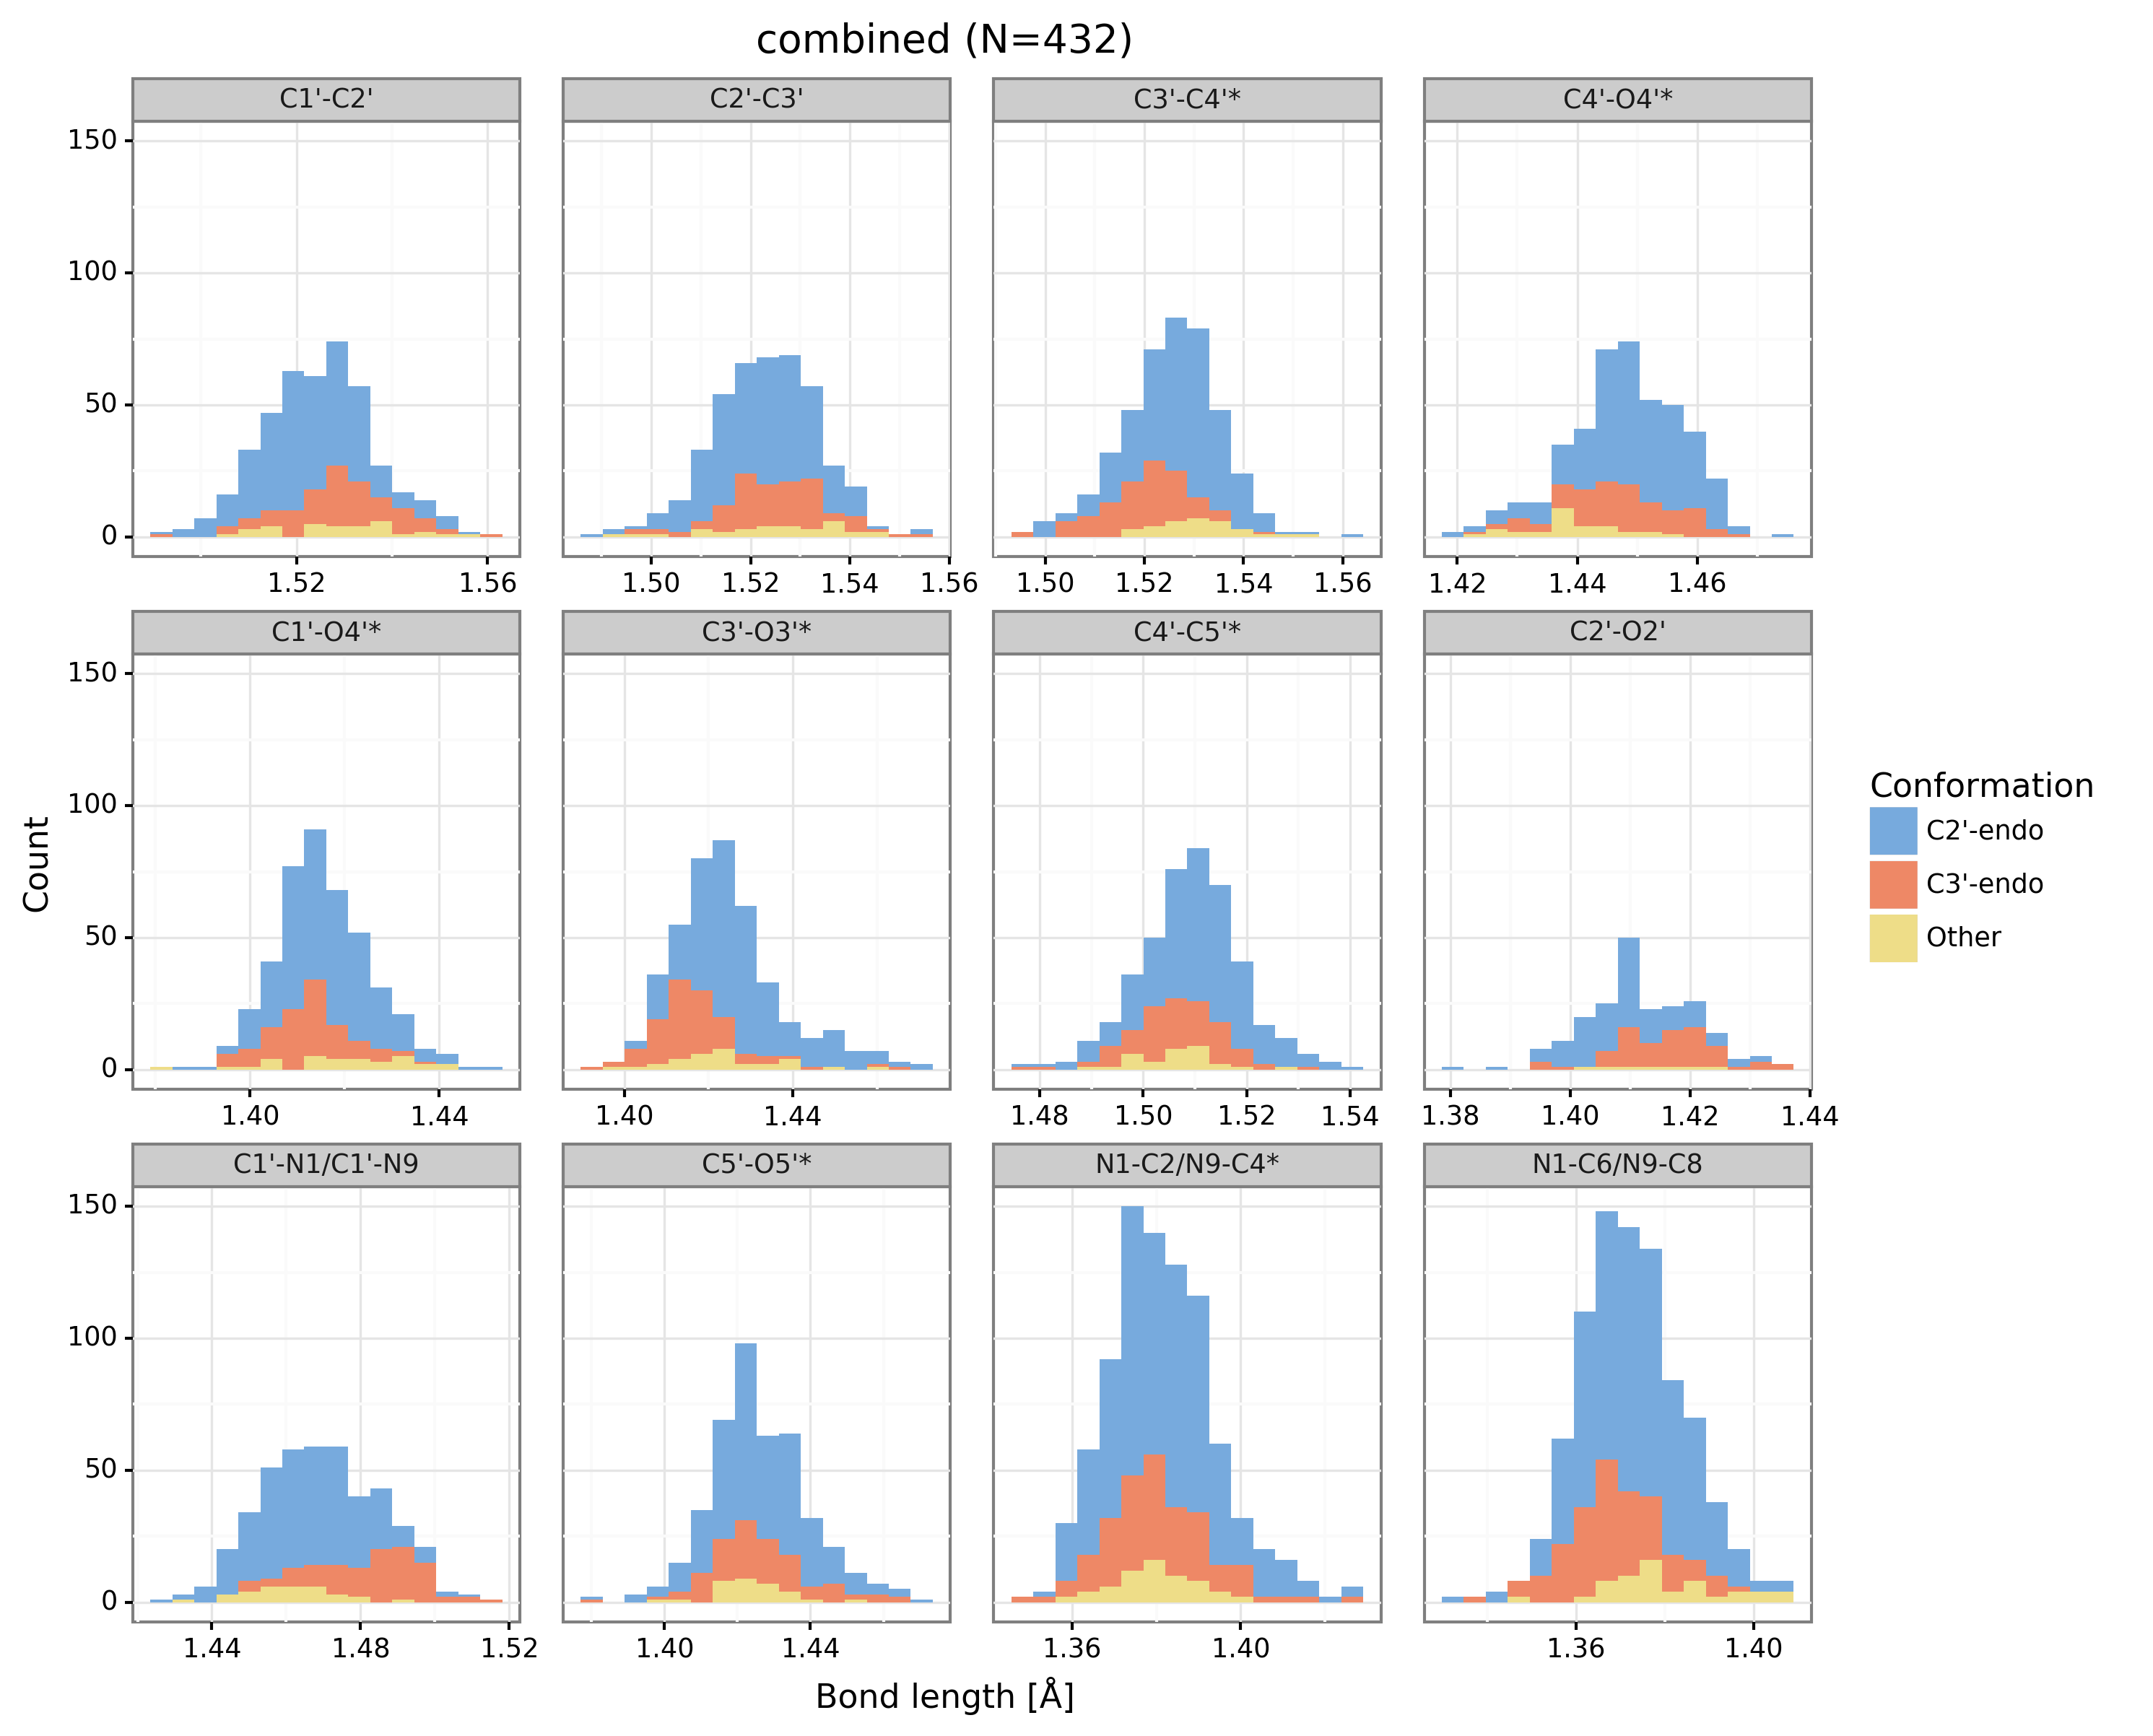 combined (N=432)
C1'-C2' C2'-C3' C3'-C4'* C4'-O4'*
150
100
50
0
1.52 1.56 1.50 1.52 1.54 1.56 1.50 1.52 1.54 1.56 1.42 1.44 1.46
C1'-O4'* C3'-O3'* C4'-C5'* C2'-O2'
150
100
50
0
1.40 1.44 1.40 1.44 1.48 1.50 1.52 1.54 1.38 1.40 1.42 1.44
C1'-N1/C1'-N9 C5'-O5'* N1-C2/N9-C4* N1-C6/N9-C8
150
100
50
0
1.44 1.48 1.52 1.40 1.44 1.36 1.40 1.36 1.40
Count
Bond length [Å]
Conformation
C2'-endo
C3'-endo
Other